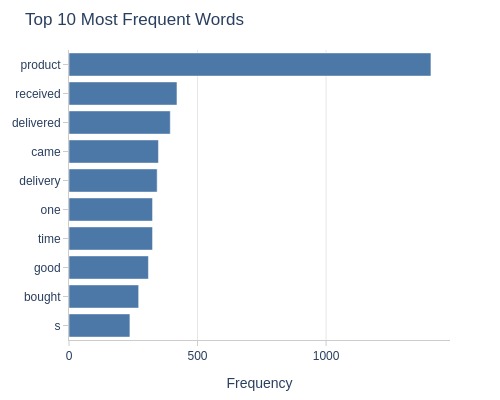 Top 10 Most Frequent Words
product
received
delivered
came
delivery
one
time
good
bought
s
0 500 1000
Frequency